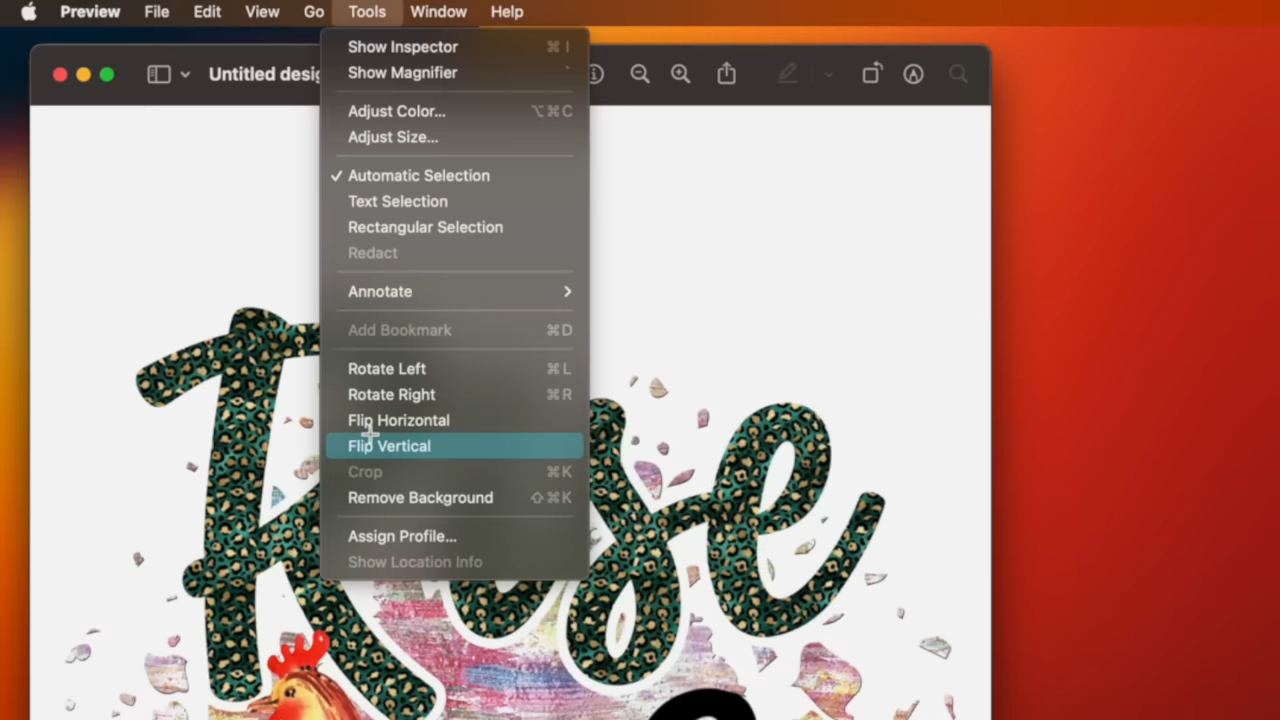 Preview File Edit View Go Tools Window Help
Untitled desig
Show Inspector ⌘ I
Show Magnifier `
Adjust Color... ⌥⌘C
Adjust Size...
✓ Automatic Selection
Text Selection
Rectangular Selection
Redact
Annotate >
Add Bookmark ⌘D
Rotate Left ⌘L
Rotate Right ⌘R
Flip Horizontal
Flip Vertical
Crop ⌘K
Remove Background ⇧⌘K
Assign Profile...
Show Location Info